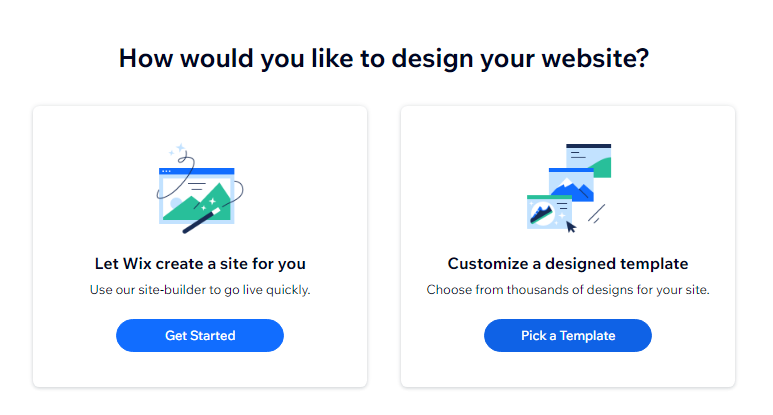 How would you like to design your website?
Let Wix create a site for you
Use our site-builder to go live quickly.
Get Started
Customize a designed template
Choose from thousands of designs for your site.
Pick a Template